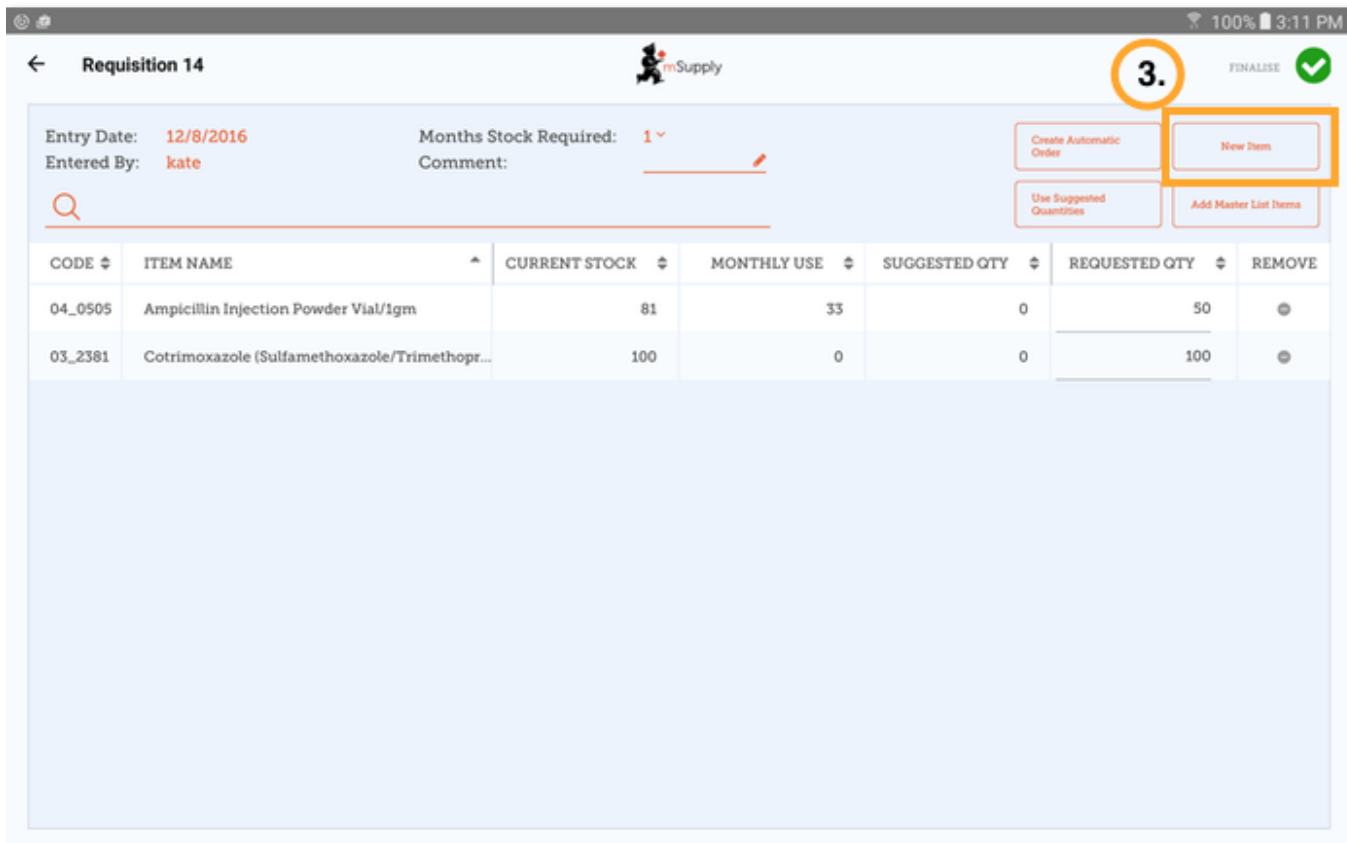 100% 3:11 PM
Requisition 14
mSupply
3.
FINALISE
Entry Date: 12/8/2016
Months Stock Required: 1
Create Automatic
Order
New Item
Entered By: kate
Comment:
Use Suggested
Quantities
Add Master List Items
CODE ITEM NAME CURRENT STOCK MONTHLY USE SUGGESTED QTY REQUESTED QTY REMOVE
04_0505 Ampicillin Injection Powder Vial/1gm 81 33 0 50
03_2381 Cotrimoxazole (Sulfamethoxazole/Trimethopr... 100 0 0 100